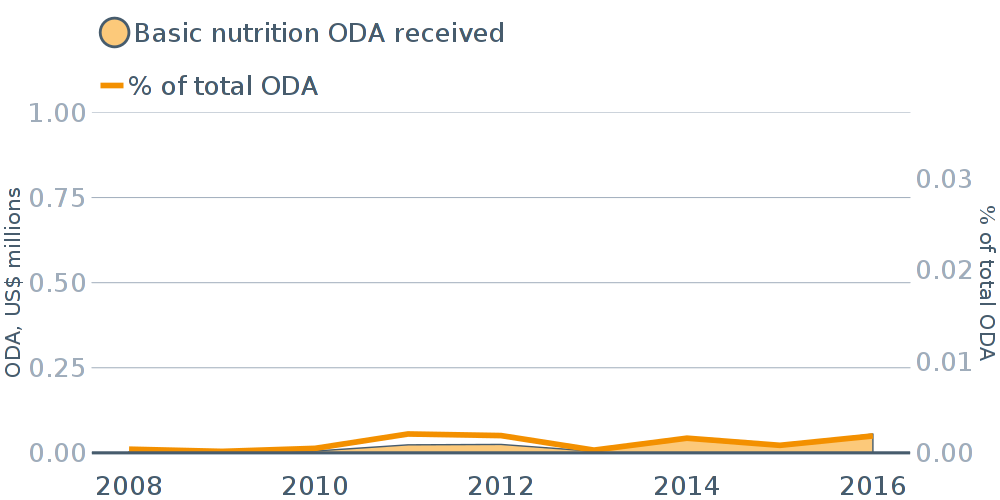 Basic nutrition ODA received
% of total ODA
1.00
0.75
0.50
0.25
0.00
ODA, US$ millions
0.03
0.02
0.01
0.00
% of total ODA
2008 2010 2012 2014 2016